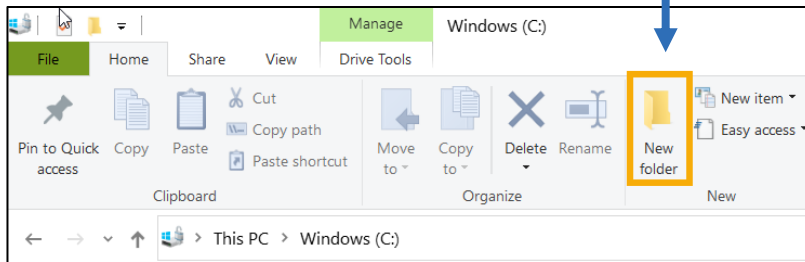 Manage
Windows (C:)
File
Home
Share
View
Drive Tools
Pin to Quick
access
Copy
Paste
Cut
Copy path
Paste shortcut
Clipboard
Move
to
Copy
to
Delete
Rename
Organize
New
folder
New item
Easy access
New
This PC > Windows (C:)